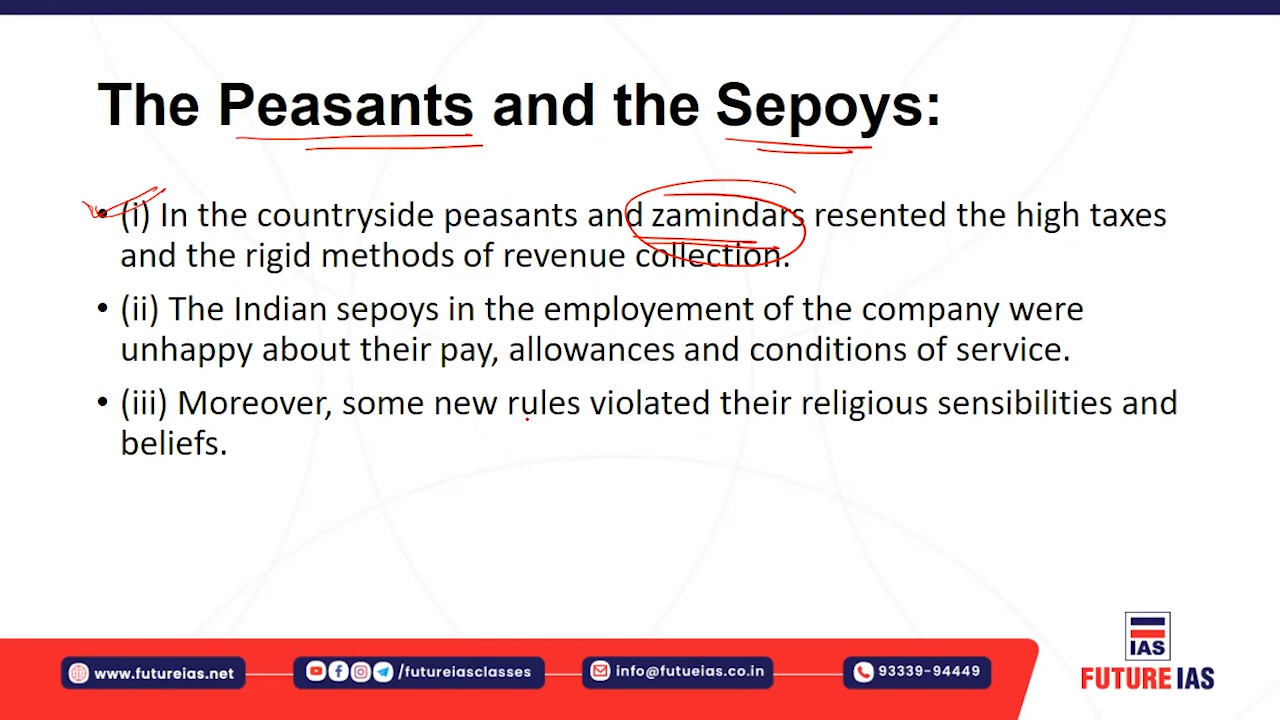 The Peasants and the Sepoys:
• (i) In the countryside peasants and zamindars resented the high taxes
and the rigid methods of revenue collection.
• (ii) The Indian sepoys in the employement of the company were
unhappy about their pay, allowances and conditions of service.
• (iii) Moreover, some new rules violated their religious sensibilities and
beliefs.
IAS
www.futureias.net
/futureiasclasses
info@futueias.co.in
93339-94449
FUTURE IAS